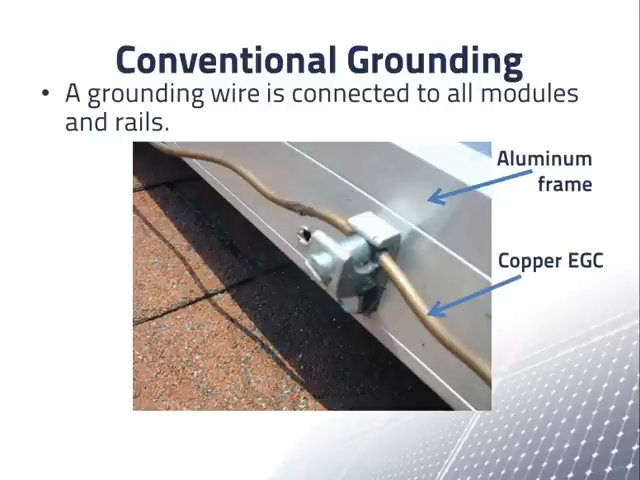 Conventional Grounding
• A grounding wire is connected to all modules
and rails.
Aluminum
frame
Copper EGC